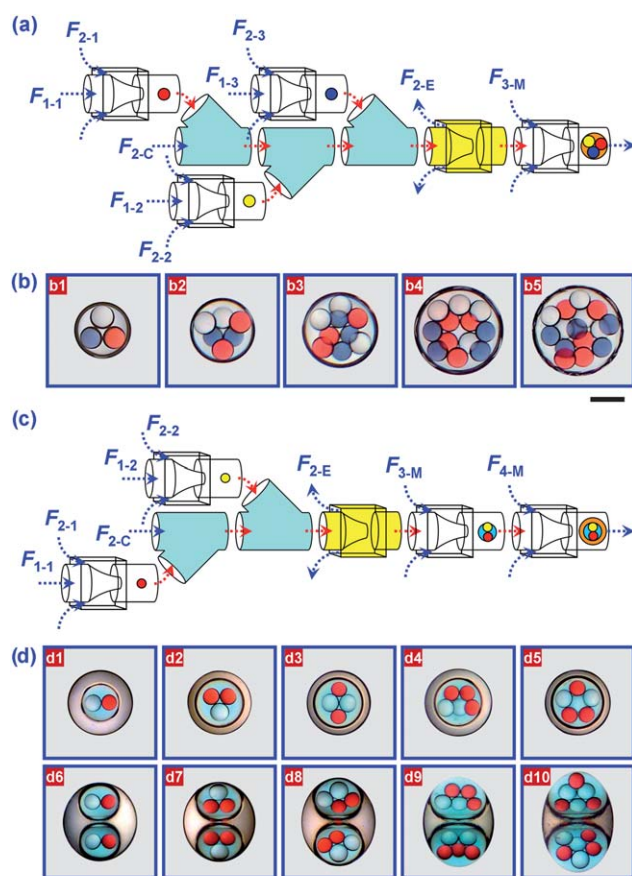 (a)
F2-1
F2-3
F1-1
F1-3
F2-E
F3-M
F2-C
F1-2
F2-2
(b)
b1 b2 b3 b4 b5
(c)
F2-2
F1-2
F2-E
F3-M
F4-M
F2-1
F2-C
F1-1
(d)
d1 d2 d3 d4 d5
d6 d7 d8 d9 d10